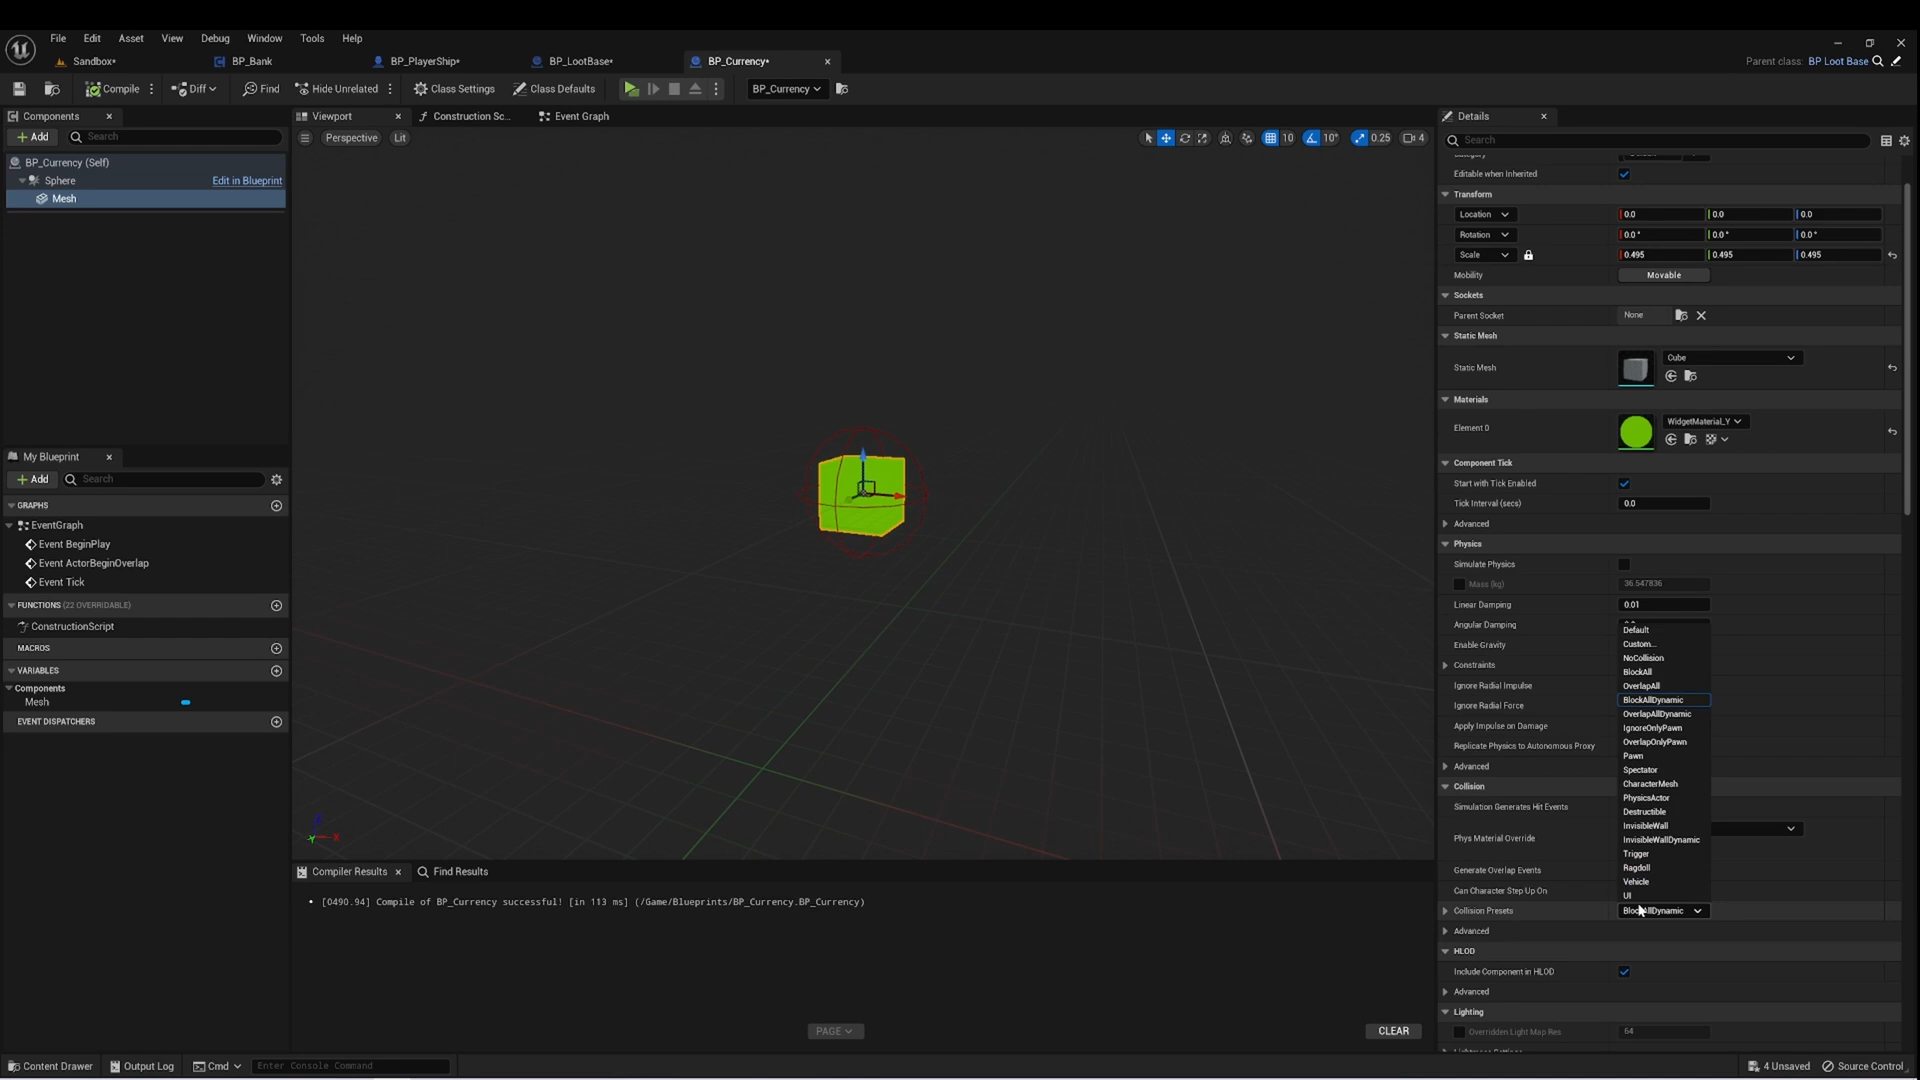 File Edit Asset View Debug Window Tools Help
Sandbox* BP_Bank BP_PlayerShip* BP_LootBase* BP_Currency* Parent class: BP Loot Base
Compile Diff Find Hide Unrelated Class Settings Class Defaults BP_Currency
Components
Add Search
BP_Currency (Self)
Sphere Edit in Blueprint
Mesh
My Blueprint
Add Search
GRAPHS
EventGraph
Event BeginPlay
Event ActorBeginOverlap
Event Tick
FUNCTIONS (22 OVERRIDABLE)
ConstructionScript
MACROS
VARIABLES
Components
Mesh
EVENT DISPATCHERS
Viewport Construction Sc... Event Graph
Perspective Lit 10 10° 0.25 4
Compiler Results Find Results
[0490.94] Compile of BP_Currency successful! [in 113 ms] (/Game/Blueprints/BP_Currency.BP_Currency)
PAGE CLEAR
Details
Search
Editable when Inherited
Transform
Location 0.0 0.0 0.0
Rotation 0.0° 0.0° 0.0°
Scale 0.495 0.495 0.495
Mobility Movable
Sockets
Parent Socket None
Static Mesh
Static Mesh Cube
Materials
Element 0 WidgetMaterial_Y
Component Tick
Start with Tick Enabled
Tick Interval (secs) 0.0
Advanced
Physics
Simulate Physics
Mass (kg) 36.547836
Linear Damping 0.01
Angular Damping
Enable Gravity
Constraints
Ignore Radial Impulse
Ignore Radial Force
Apply Impulse on Damage
Replicate Physics to Autonomous Proxy
Advanced
Collision
Simulation Generates Hit Events
Phys Material Override
Generate Overlap Events
Can Character Step Up On
Collision Presets BlockAllDynamic
Default
Custom...
NoCollision
BlockAll
OverlapAll
BlockAllDynamic
OverlapAllDynamic
IgnoreOnlyPawn
OverlapOnlyPawn
Pawn
Spectator
CharacterMesh
PhysicsActor
Destructible
InvisibleWall
InvisibleWallDynamic
Trigger
Ragdoll
Vehicle
UI
Advanced
HLOD
Include Component in HLOD
Advanced
Lighting
Overridden Light Map Res 64
Content Drawer Output Log Cmd Enter Console Command 4 Unsaved Source Control